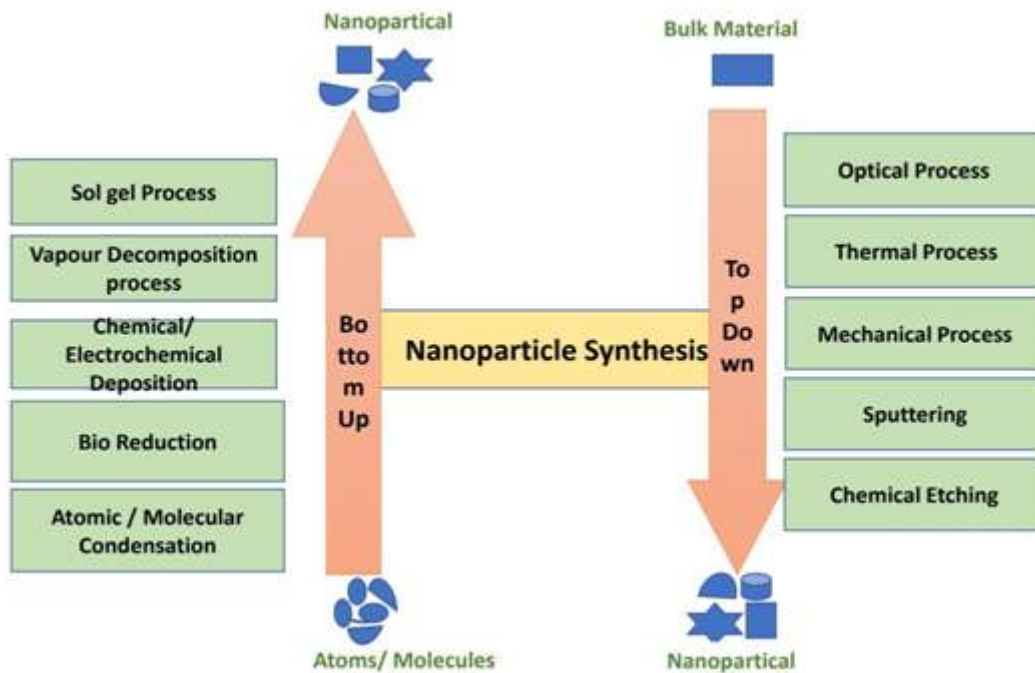 Nanopartical
Bulk Material
Sol gel Process
Vapour Decomposition
process
Chemical/
Electrochemical
Deposition
Bio Reduction
Atomic / Molecular
Condensation
Bo
tto
m
Up
Nanoparticle Synthesis
To
p
Do
wn
Optical Process
Thermal Process
Mechanical Process
Sputtering
Chemical Etching
Atoms/ Molecules
Nanopartical